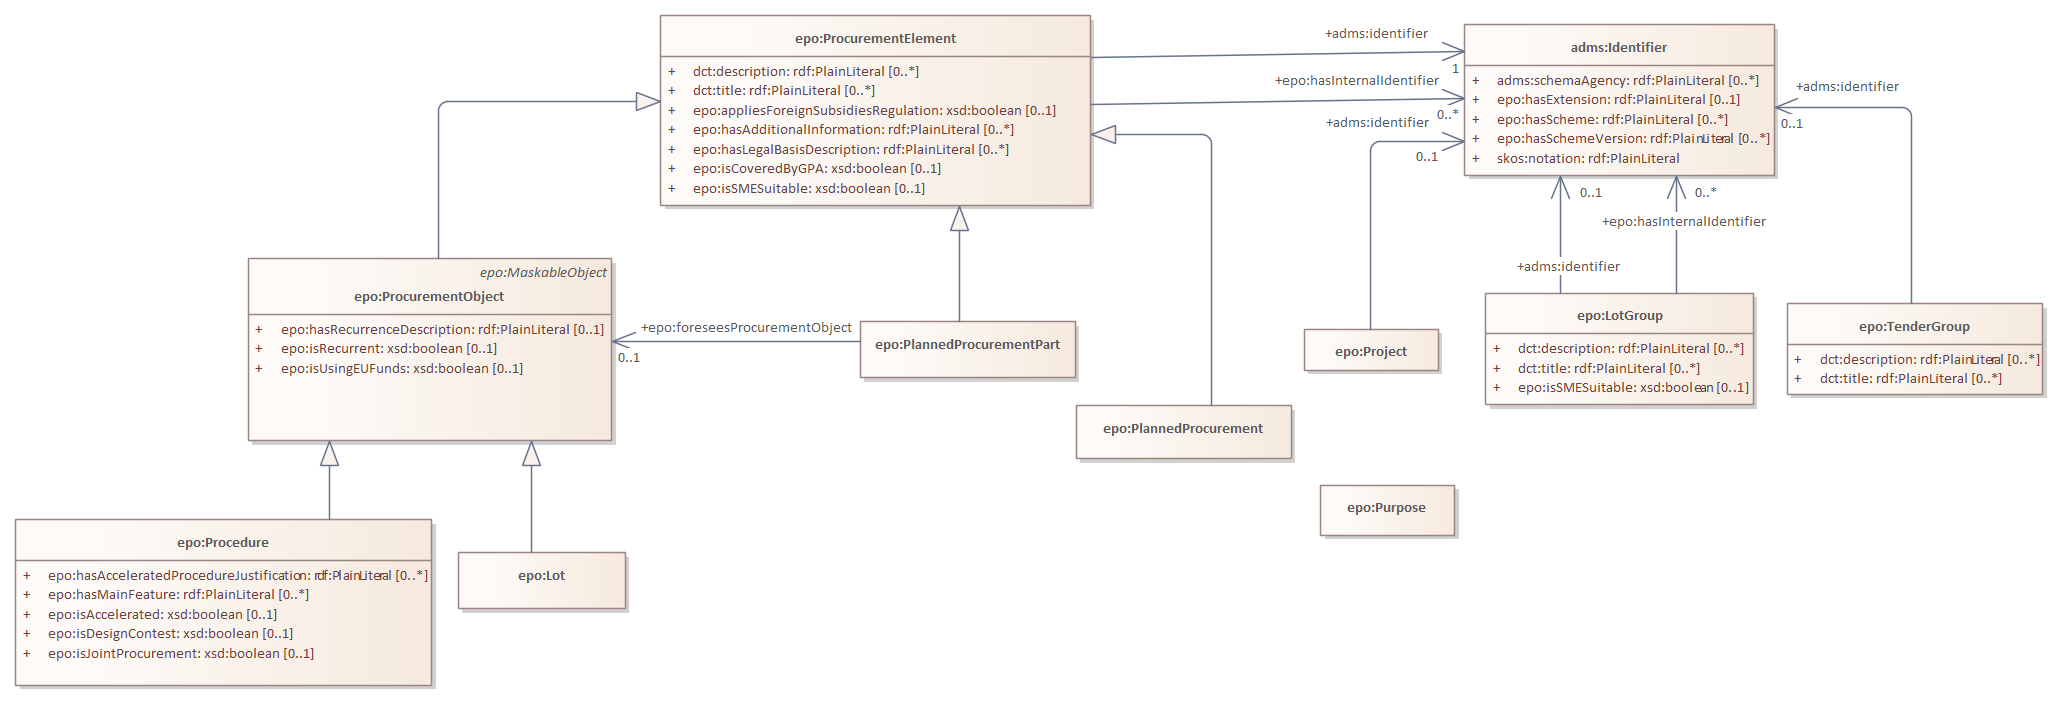 epo:ProcurementElement
+ dct:description: rdf:PlainLiteral [0..*]
+ dct:title: rdf:PlainLiteral [0..*]
+ epo:appliesForeignSubsidiesRegulation: xsd:boolean [0..1]
+ epo:hasAdditionalInformation: rdf:PlainLiteral [0..*]
+ epo:hasLegalBasisDescription: rdf:PlainLiteral [0..*]
+ epo:isCoveredByGPA: xsd:boolean [0..1]
+ epo:isSMESuitable: xsd:boolean [0..1]
+adms:identifier
1
+epo:hasInternalIdentifier
0..*
+adms:identifier
0..1
adms:Identifier
+ adms:schemaAgency: rdf:PlainLiteral [0..*]
+ epo:hasExtension: rdf:PlainLiteral [0..1]
+ epo:hasScheme: rdf:PlainLiteral [0..*]
+ epo:hasSchemeVersion: rdf:PlainLiteral [0..*]
+ skos:notation: rdf:PlainLiteral
+adms:identifier
0..1
0..1
0..*
+epo:hasInternalIdentifier
+adms:identifier
epo:MaskableObject
epo:ProcurementObject
+ epo:hasRecurrenceDescription: rdf:PlainLiteral [0..1]
+ epo:isRecurrent: xsd:boolean [0..1]
+ epo:isUsingEUFunds: xsd:boolean [0..1]
+epo:foreseesProcurementObject
0..1
epo:PlannedProcurementPart
epo:Project
epo:LotGroup
+ dct:description: rdf:PlainLiteral [0..*]
+ dct:title: rdf:PlainLiteral [0..*]
+ epo:isSMESuitable: xsd:boolean [0..1]
epo:TenderGroup
+ dct:description: rdf:PlainLiteral [0..*]
+ dct:title: rdf:PlainLiteral [0..*]
epo:PlannedProcurement
epo:Purpose
epo:Procedure
+ epo:hasAcceleratedProcedureJustification: rdf:PlainLiteral [0..*]
+ epo:hasMainFeature: rdf:PlainLiteral [0..*]
+ epo:isAccelerated: xsd:boolean [0..1]
+ epo:isDesignContest: xsd:boolean [0..1]
+ epo:isJointProcurement: xsd:boolean [0..1]
epo:Lot